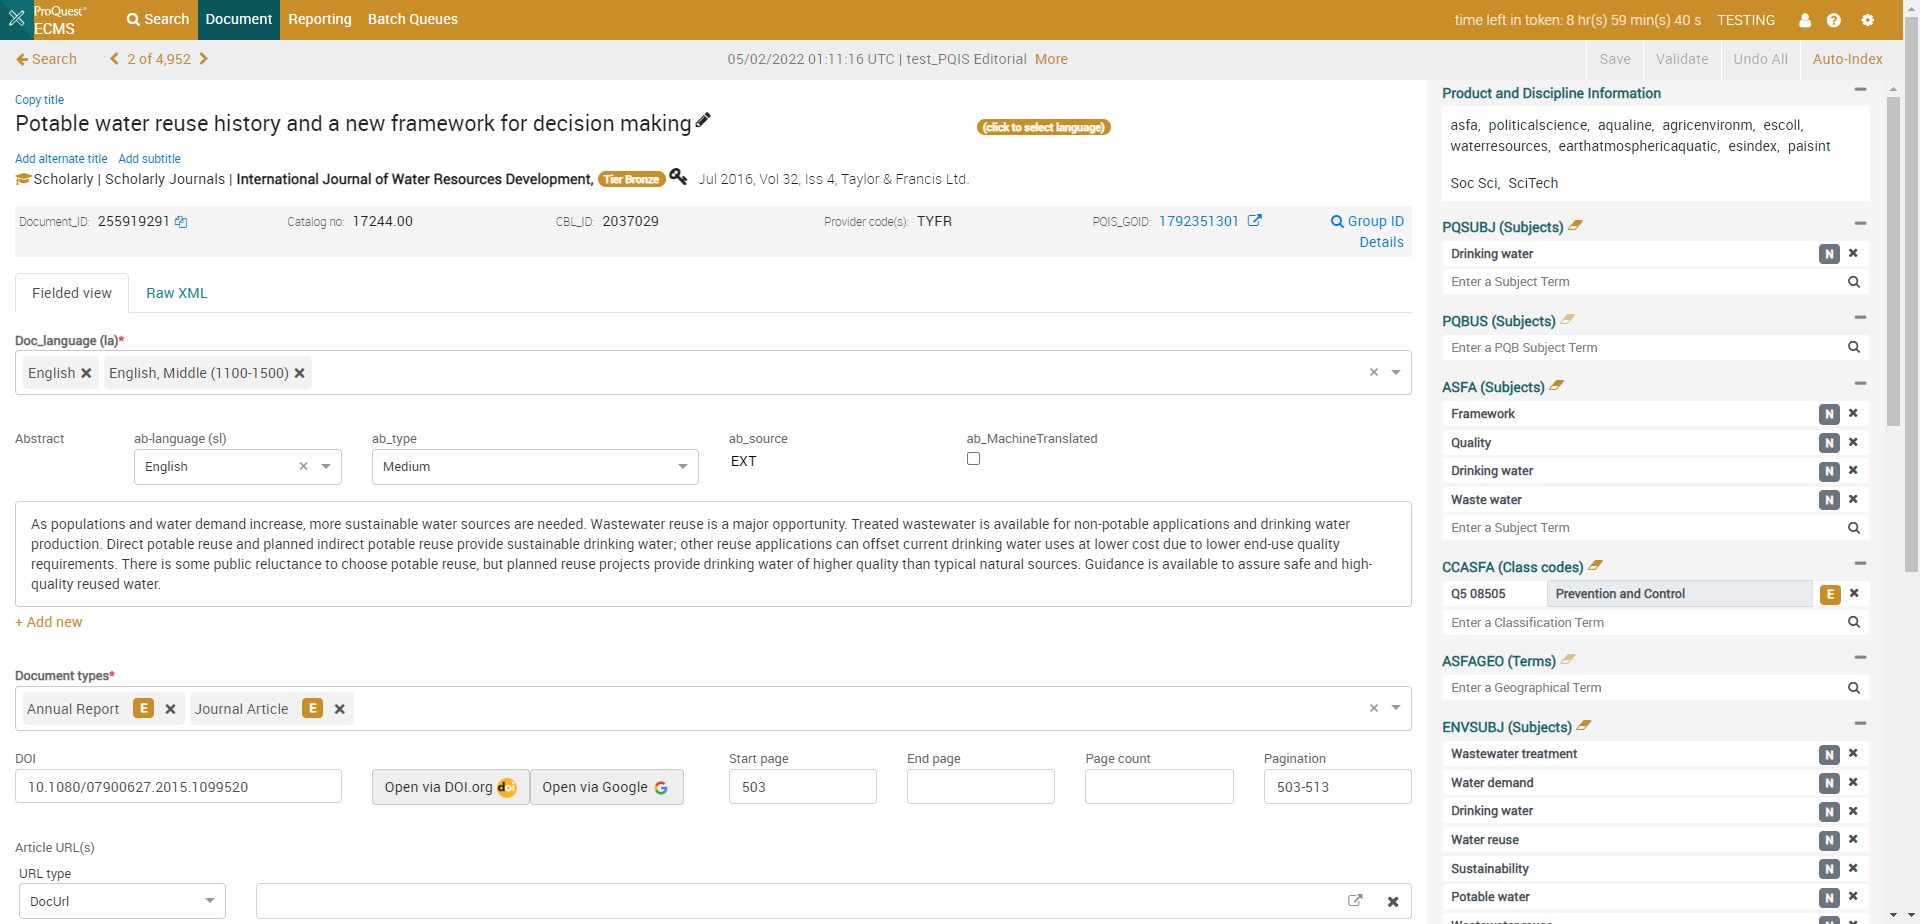 ProQuest®
ECMS
Search
Document
Reporting
Batch Queues
time left in token: 8 hr(s) 59 min(s) 40 s
TESTING
Search
2 of 4,952
05/02/2022 01:11:16 UTC | test_PQIS Editorial More
Save
Validate
Undo All
Auto-Index
Copy title
Potable water reuse history and a new framework for decision making
(click to select language)
Add alternate title Add subtitle
Scholarly | Scholarly Journals | International Journal of Water Resources Development, Tier Bronze Jul 2016, Vol 32, Iss 4, Taylor & Francis Ltd.
Document_ID: 255919291
Catalog no: 17244.00
CBL_ID: 2037029
Provider code(s): TYFR
PQIS_GOID: 1792351301
Group ID
Details
Fielded view
Raw XML
Doc_language (la)*
English
English, Middle (1100-1500)
Abstract
ab-language (sl)
ab_type
ab_source
ab_MachineTranslated
English
Medium
EXT
As populations and water demand increase, more sustainable water sources are needed. Wastewater reuse is a major opportunity. Treated wastewater is available for non-potable applications and drinking water
production. Direct potable reuse and planned indirect potable reuse provide sustainable drinking water; other reuse applications can offset current drinking water uses at lower cost due to lower end-use quality
requirements. There is some public reluctance to choose potable reuse, but planned reuse projects provide drinking water of higher quality than typical natural sources. Guidance is available to assure safe and high-
quality reused water.
+ Add new
Document types*
Annual Report E
Journal Article E
DOI
Start page
End page
Page count
Pagination
10.1080/07900627.2015.1099520
Open via DOI.org doi
Open via Google G
503
503-513
Article URL(s)
URL type
DocUrl
Product and Discipline Information
asfa, politicalscience, aqualine, agricenvironm, escoll,
waterresources, earthatmosphericaquatic, esindex, paisint
Soc Sci, SciTech
PQSUBJ (Subjects)
Drinking water N
Enter a Subject Term
PQBUS (Subjects)
Enter a PQB Subject Term
ASFA (Subjects)
Framework N
Quality N
Drinking water N
Waste water N
Enter a Subject Term
CCASFA (Class codes)
Q5 08505 Prevention and Control E
Enter a Classification Term
ASFAGEO (Terms)
Enter a Geographical Term
ENVSUBJ (Subjects)
Wastewater treatment N
Water demand N
Drinking water N
Water reuse N
Sustainability N
Potable water N